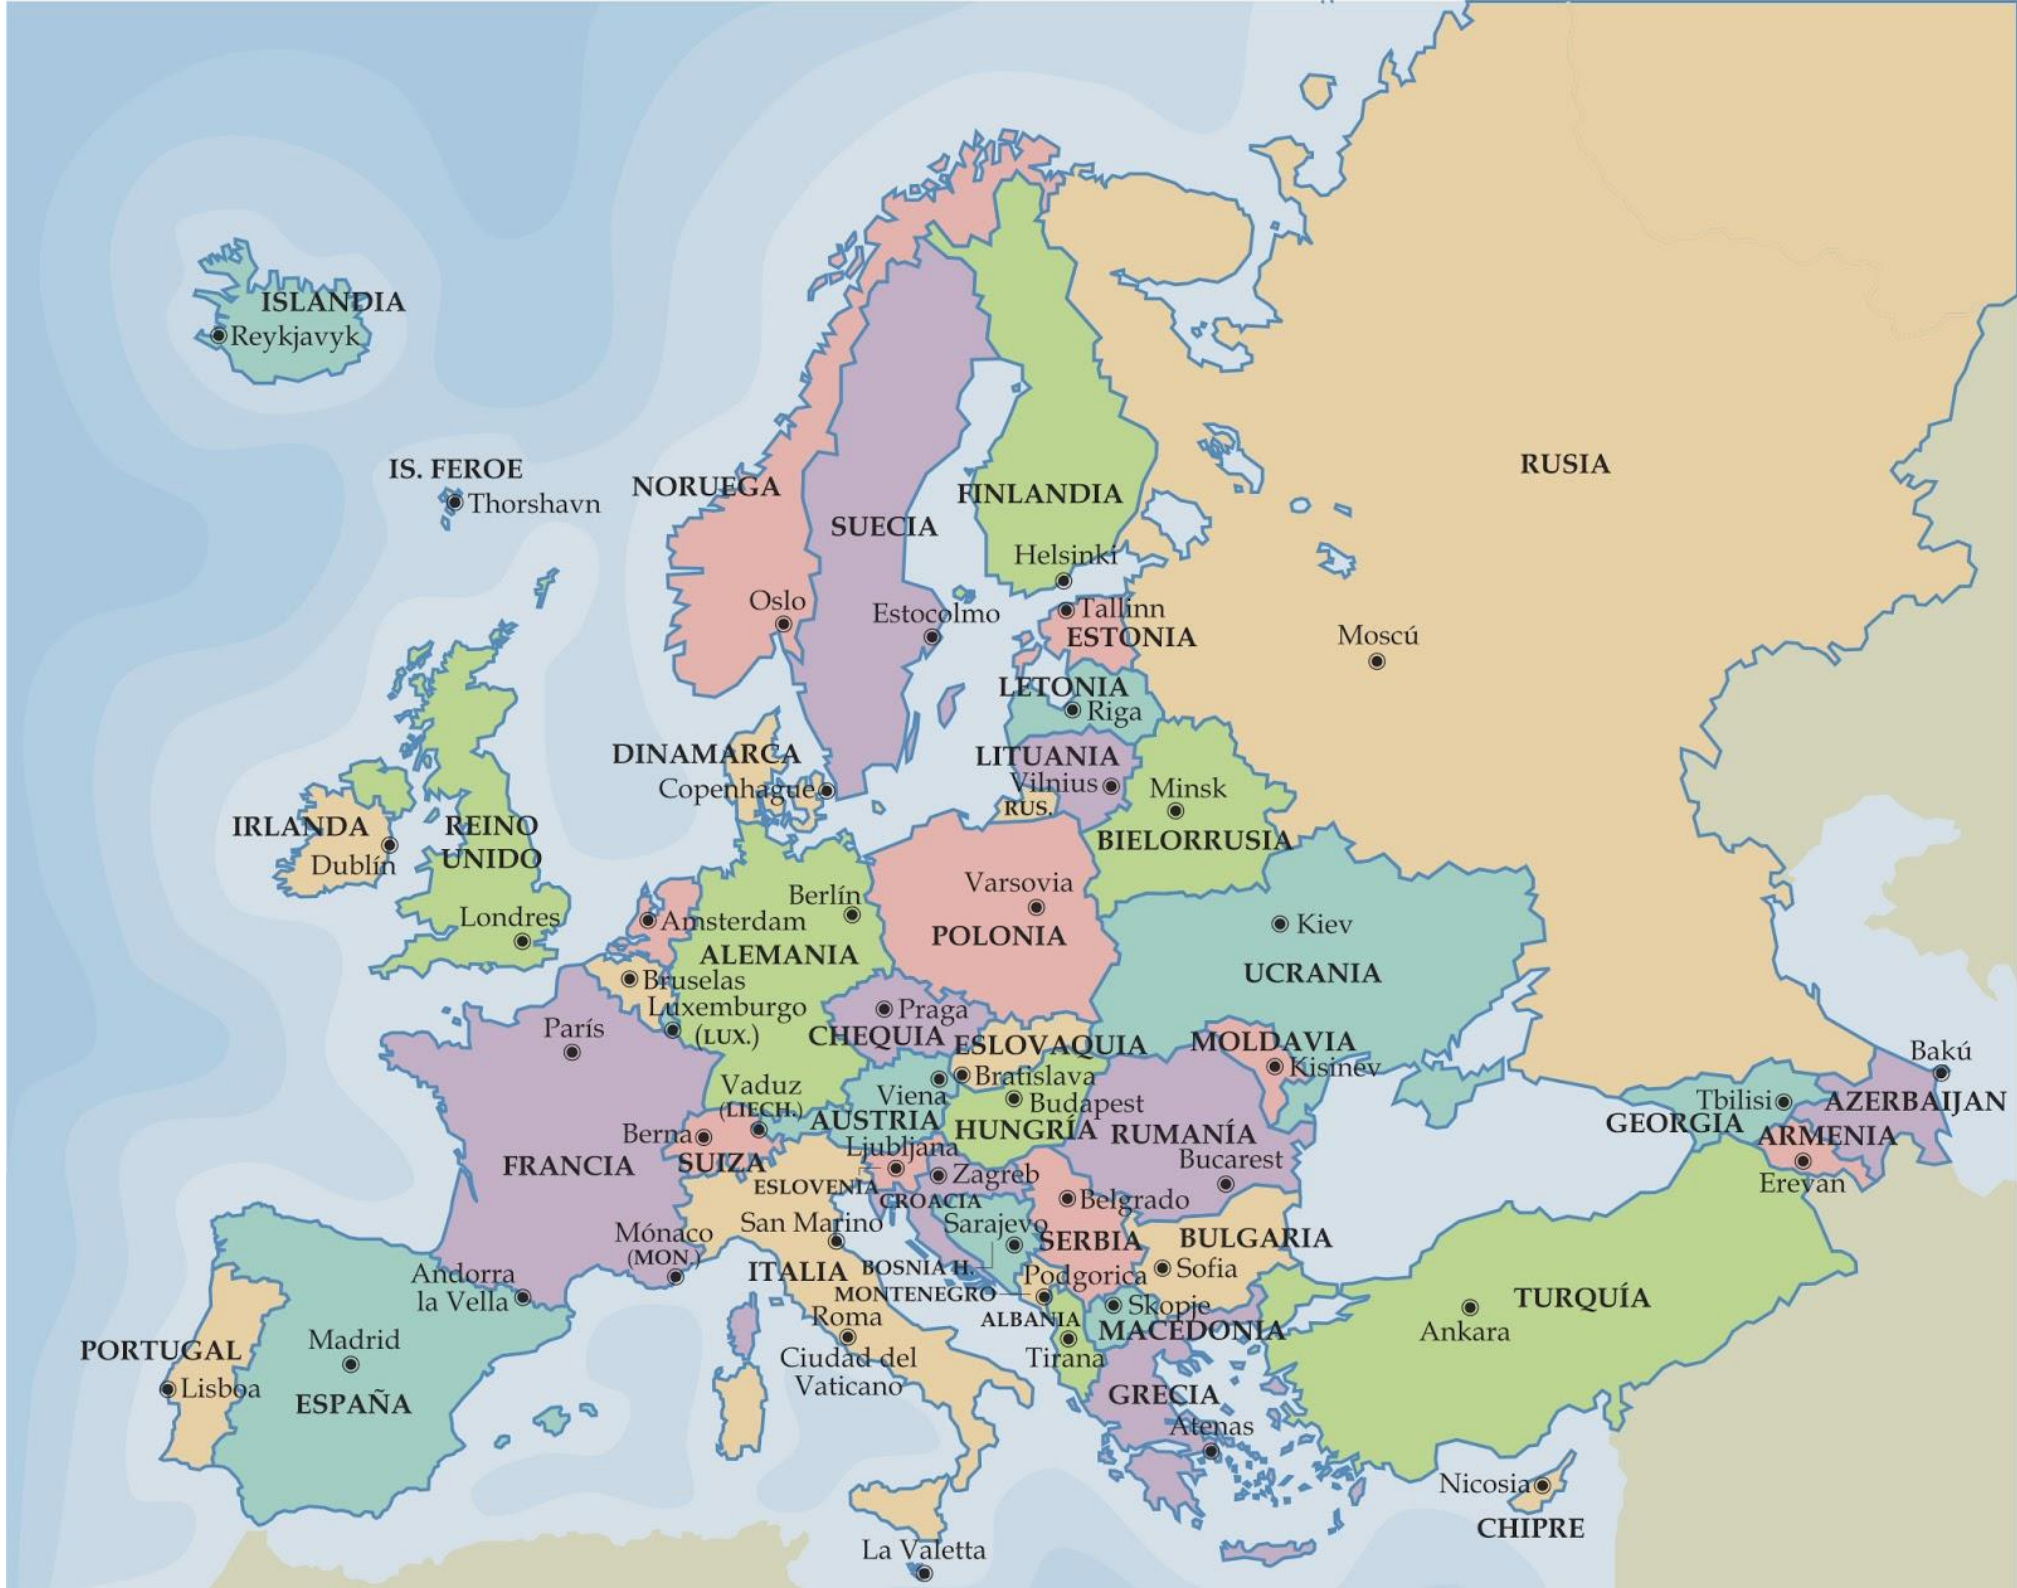 ISLANDIA
Reykjavyk
IS. FEROE
Thorshavn
NORUEGA
Oslo
SUECIA
Estocolmo
FINLANDIA
Helsinki
RUSIA
Moscú
Tallinn
ESTONIA
LETONIA
Riga
LITUANIA
Vilnius
RUS.
Minsk
BIELORRUSIA
DINAMARCA
Copenhague
IRLANDA
Dublín
REINO
UNIDO
Londres
Amsterdam
Berlín
ALEMANIA
Varsovia
POLONIA
Kiev
UCRANIA
Bruselas
Luxemburgo
(LUX.)
París
FRANCIA
Praga
CHEQUIA
ESLOVAQUIA
Bratislava
Viena
AUSTRIA
Budapest
HUNGRÍA
MOLDAVIA
Kisinev
RUMANÍA
Bucarest
Vaduz
(LIECH.)
Berna
SUIZA
Ljubljana
ESLOVENIA
Zagreb
CROACIA
Belgrado
SERBIA
Sarajevo
BOSNIA H.
San Marino
Mónaco
(MON.)
ITALIA
Roma
Ciudad del
Vaticano
MONTENEGRO
Podgorica
ALBANIA
Tirana
Skopje
MACEDONIA
BULGARIA
Sofia
GRECIA
Atenas
Andorra
la Vella
PORTUGAL
Lisboa
Madrid
ESPAÑA
La Valetta
Bakú
AZERBAIJAN
Tbilisi
GEORGIA
ARMENIA
Erevan
TURQUÍA
Ankara
Nicosia
CHIPRE